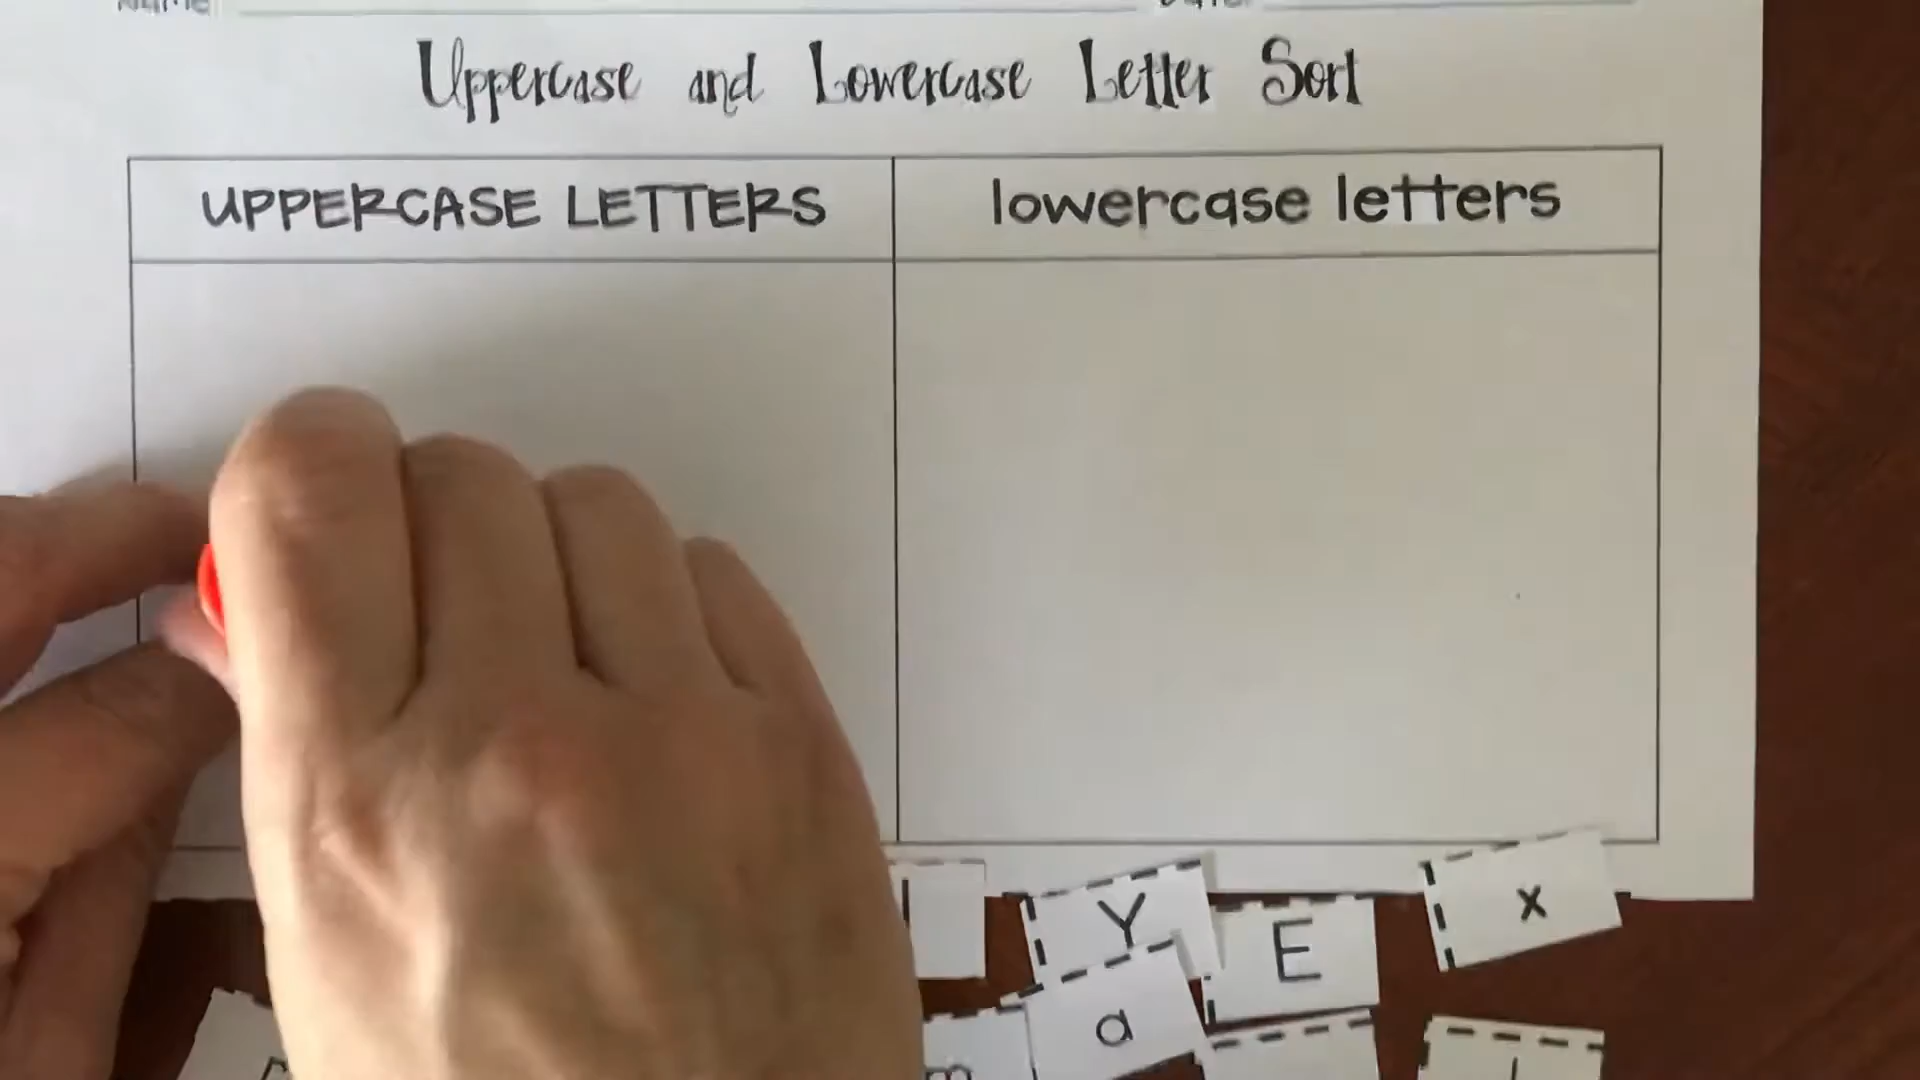 Uppercase and Lowercase Letter Sort
UPPERCASE LETTERS
lowercase letters
Y
E
x
a
m